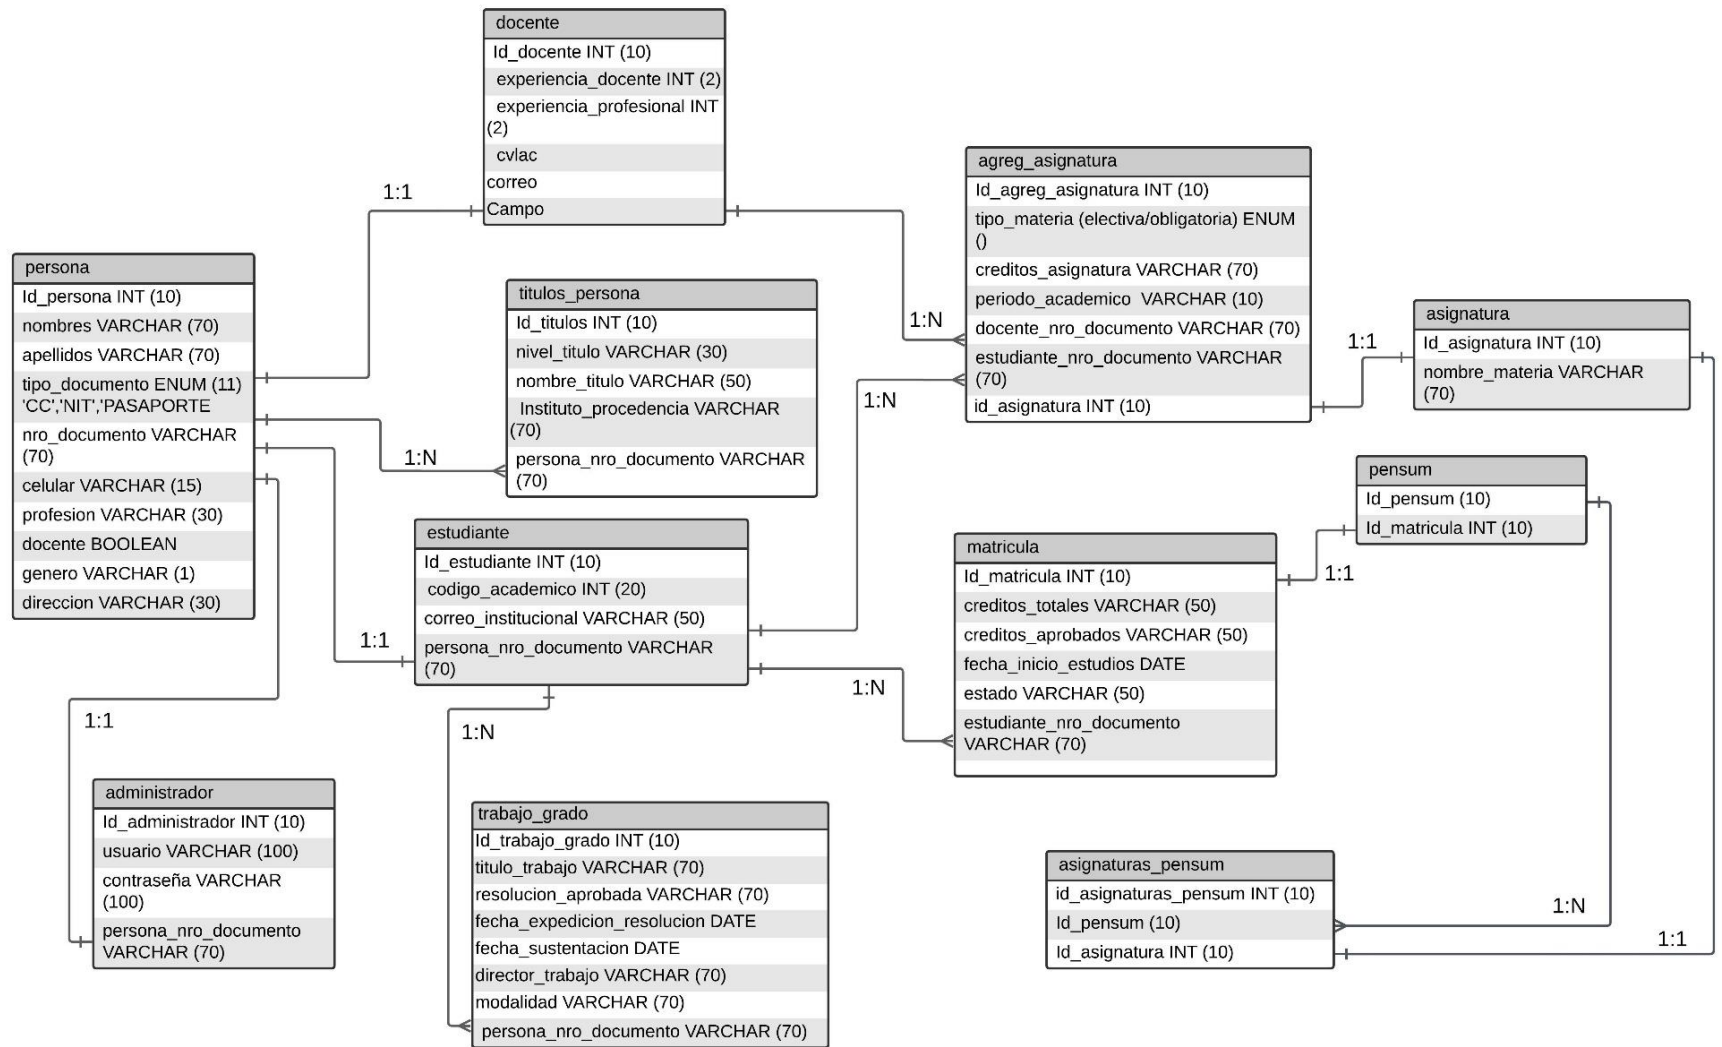 docente
Id_docente INT (10)
experiencia_docente INT (2)
experiencia_profesional INT
(2)
cvlac
correo
Campo
1:1
persona
Id_persona INT (10)
nombres VARCHAR (70)
apellidos VARCHAR (70)
tipo_documento ENUM (11)
'CC','NIT','PASAPORTE
nro_documento VARCHAR
(70)
celular VARCHAR (15)
profesion VARCHAR (30)
docente BOOLEAN
genero VARCHAR (1)
direccion VARCHAR (30)
titulos_persona
Id_titulos INT (10)
nivel_titulo VARCHAR (30)
nombre_titulo VARCHAR (50)
Instituto_procedencia VARCHAR
(70)
persona_nro_documento VARCHAR
(70)
1:N
agreg_asignatura
Id_agreg_asignatura INT (10)
tipo_materia (electiva/obligatoria) ENUM
()
creditos_asignatura VARCHAR (70)
periodo_academico VARCHAR (10)
docente_nro_documento VARCHAR (70)
estudiante_nro_documento VARCHAR
(70)
id_asignatura INT (10)
1:N
1:N
1:1
asignatura
Id_asignatura INT (10)
nombre_materia VARCHAR
(70)
pensum
Id_pensum (10)
Id_matricula INT (10)
estudiante
Id_estudiante INT (10)
codigo_academico INT (20)
correo_institucional VARCHAR (50)
persona_nro_documento VARCHAR
(70)
1:1
matricula
Id_matricula INT (10)
creditos_totales VARCHAR (50)
creditos_aprobados VARCHAR (50)
fecha_inicio_estudios DATE
estado VARCHAR (50)
estudiante_nro_documento
VARCHAR (70)
1:1
1:N
1:1
1:N
administrador
Id_administrador INT (10)
usuario VARCHAR (100)
contraseña VARCHAR
(100)
persona_nro_documento
VARCHAR (70)
trabajo_grado
Id_trabajo_grado INT (10)
titulo_trabajo VARCHAR (70)
resolucion_aprobada VARCHAR (70)
fecha_expedicion_resolucion DATE
fecha_sustentacion DATE
director_trabajo VARCHAR (70)
modalidad VARCHAR (70)
persona_nro_documento VARCHAR (70)
asignaturas_pensum
id_asignaturas_pensum INT (10)
Id_pensum (10)
Id_asignatura INT (10)
1:N
1:1